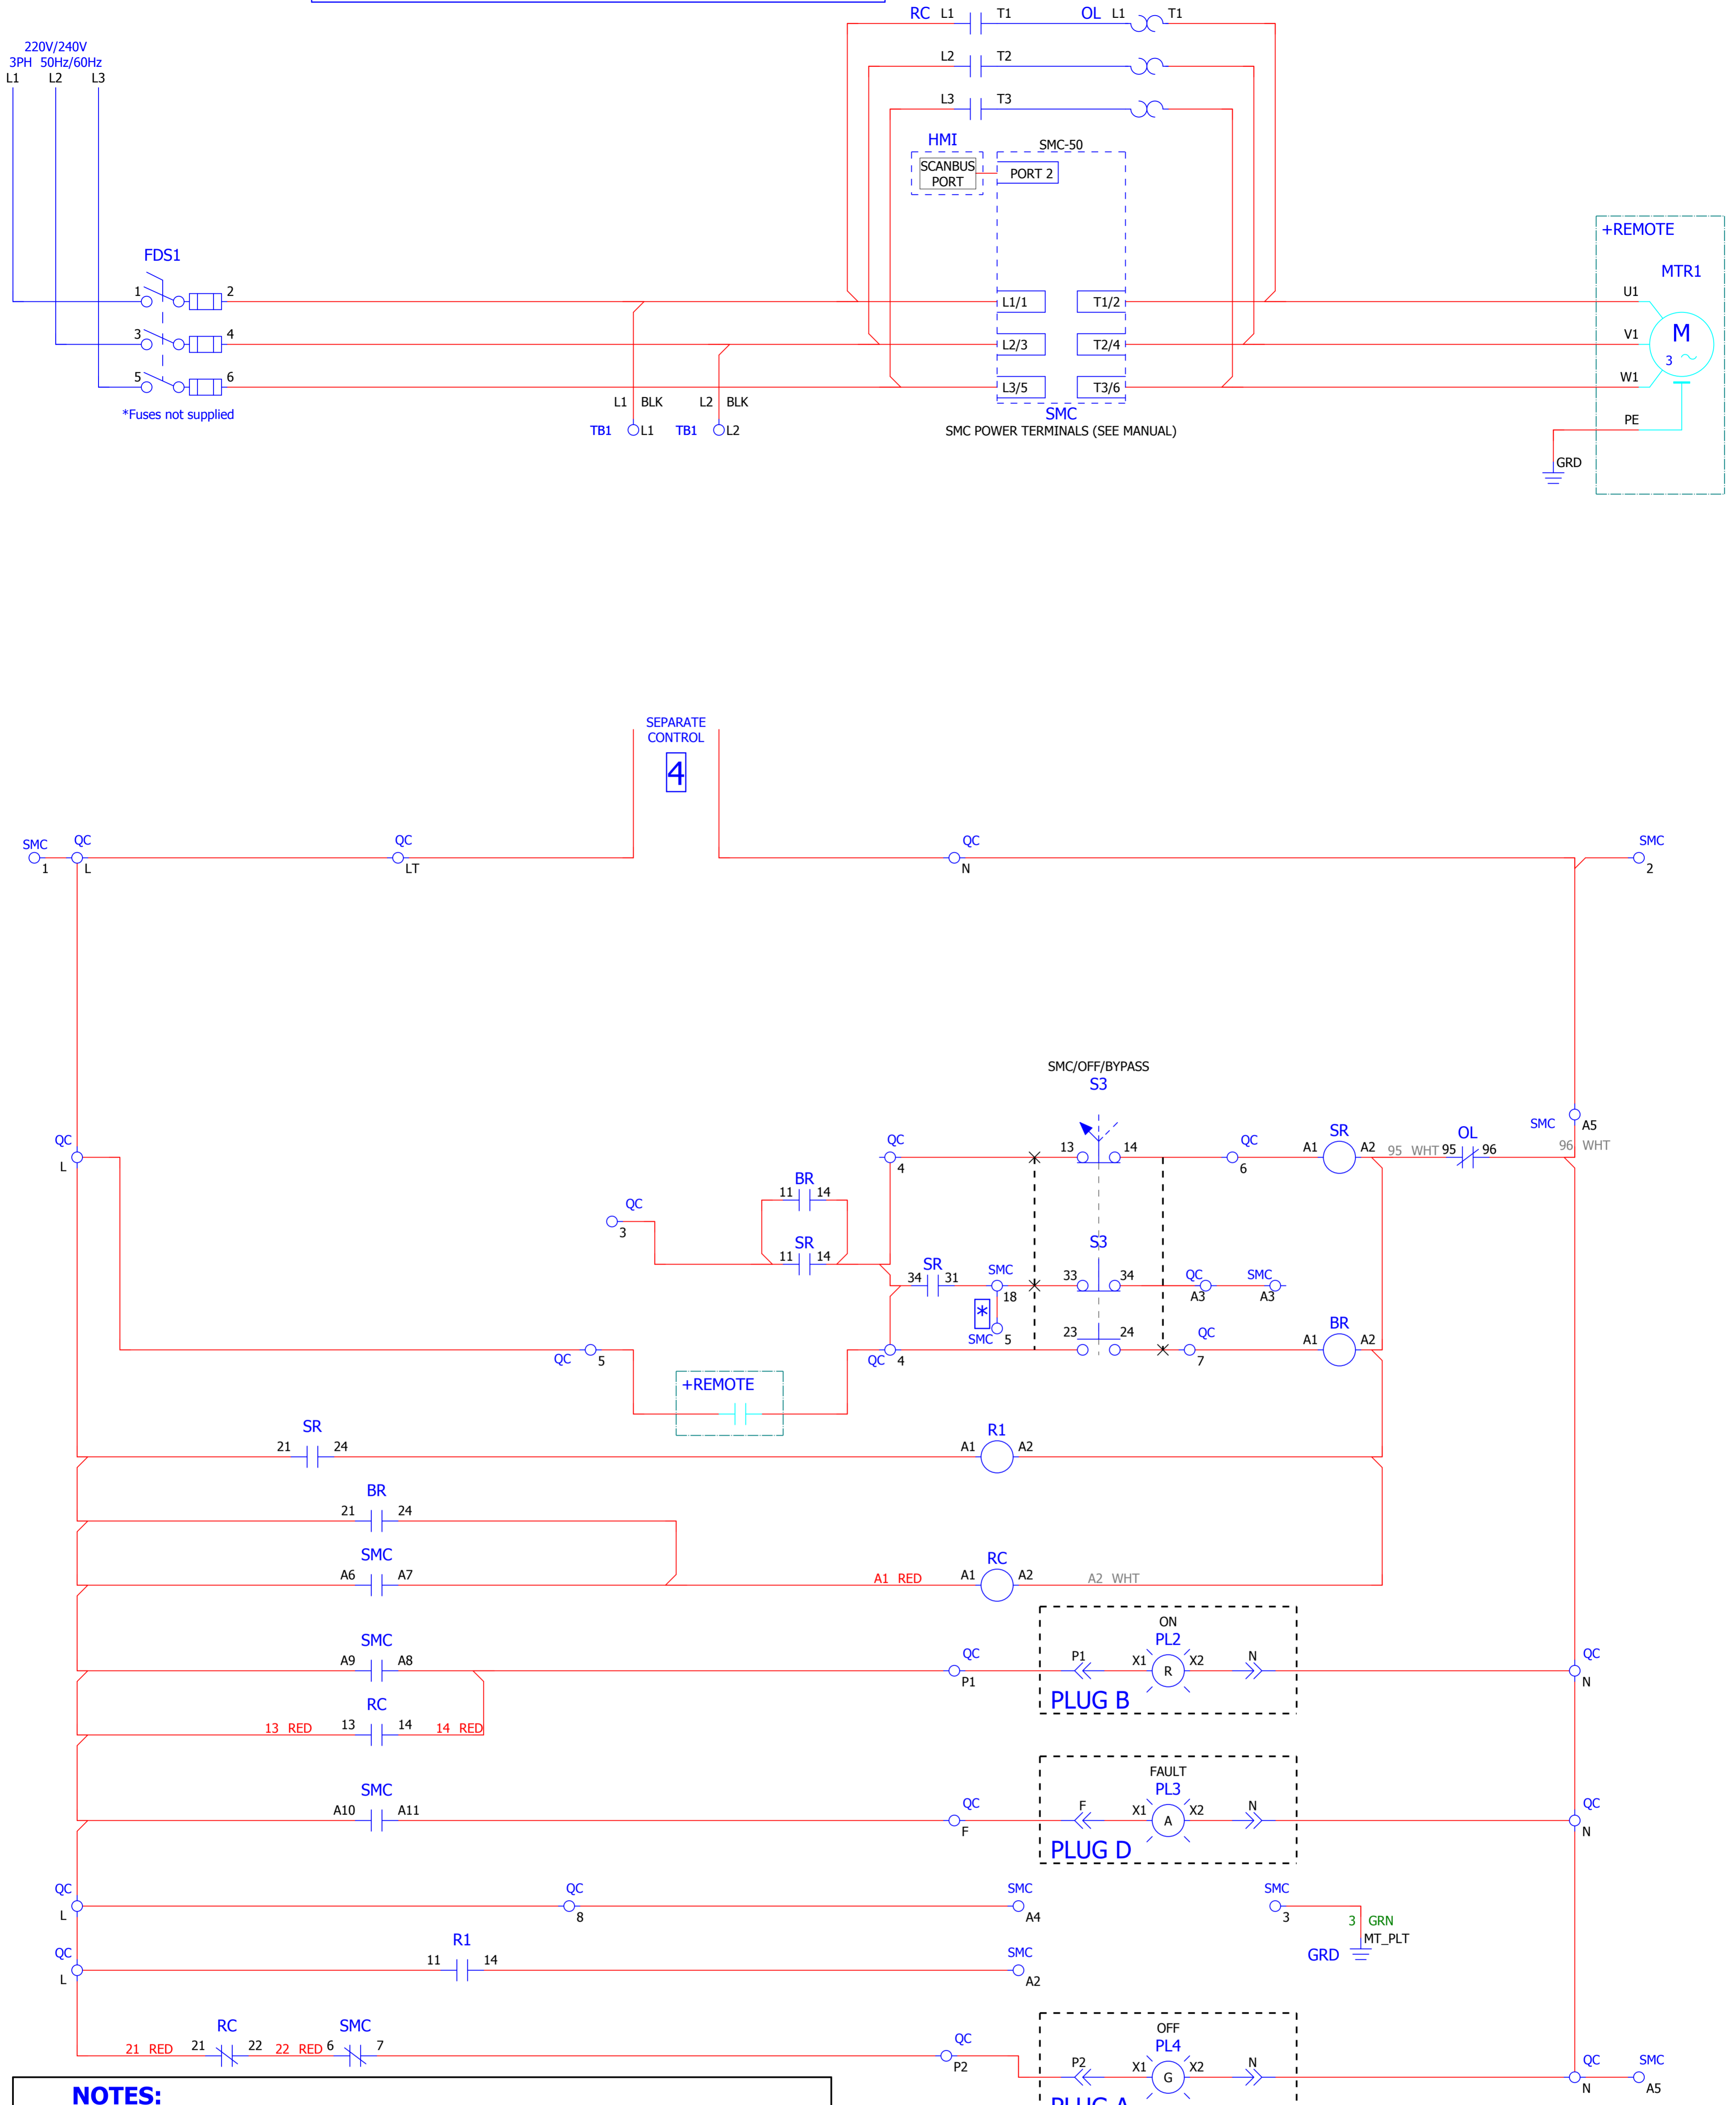 RC L1 T1 OL L1 T1
220V/240V
3PH 50Hz/60Hz
L1 L2 L3
L2 T2
L3 T3
HMI
SMC-50
SCANBUS
PORT
PORT 2
+REMOTE
MTR1
FDS1
1 2
L1/1 T1/2
U1
3 4
L2/3 T2/4
V1
M
3
5 6
L3/5 T3/6
W1
*Fuses not supplied
L1 BLK L2 BLK
SMC
TB1 L1 TB1 L2
SMC POWER TERMINALS (SEE MANUAL)
PE
GRD
SEPARATE
CONTROL
4
SMC QC QC QC SMC
1 L LT N 2
SMC/OFF/BYPASS
S3
SMC A5
QC QC 13 14 QC SR OL
A1 A2 95 WHT 95 96 96 WHT
L 4 6
BR
11 14
QC
3
SR
11 14
S3
SR
34 31
SMC
18
33 34
QC
A3
SMC
A3
*
SMC 5
23 24
QC
7
BR
A1 A2
QC 5
QC 4
+REMOTE
SR
21 24
R1
A1 A2
BR
21 24
SMC
A6 A7
A1 RED
RC
A1 A2
A2 WHT
ON
SMC
A9 A8
QC
P1
P1
PL2
X1 R X2
N
QC
N
PLUG B
RC
13 RED 13 14 14 RED
FAULT
SMC
A10 A11
QC
F
F
PL3
X1 A X2
N
QC
N
PLUG D
QC QC SMC SMC
L 8 A4 3
3 GRN
MT_PLT
GRD
QC
L
R1
11 14
SMC
A2
OFF
RC SMC
21 RED 21 22 22 RED 6 7
QC
P2
P2
PL4
X1 G X2
N
QC
N
SMC
A5
NOTES:
PLUG A